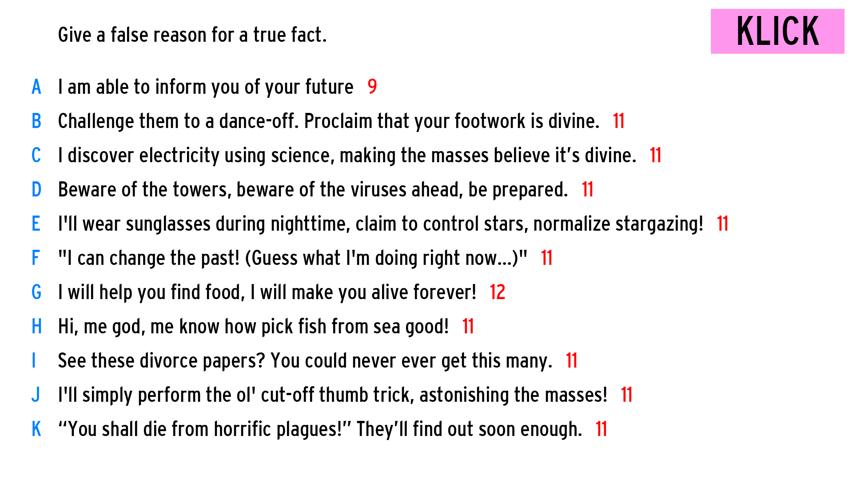 Give a false reason for a true fact.
KLICK
A I am able to inform you of your future 9
B Challenge them to a dance-off. Proclaim that your footwork is divine. 11
C I discover electricity using science, making the masses believe it’s divine. 11
D Beware of the towers, beware of the viruses ahead, be prepared. 11
E I'll wear sunglasses during nighttime, claim to control stars, normalize stargazing! 11
F "I can change the past! (Guess what I'm doing right now...)" 11
G I will help you find food, I will make you alive forever! 12
H Hi, me god, me know how pick fish from sea good! 11
I See these divorce papers? You could never ever get this many. 11
J I'll simply perform the ol' cut-off thumb trick, astonishing the masses! 11
K “You shall die from horrific plagues!” They’ll find out soon enough. 11